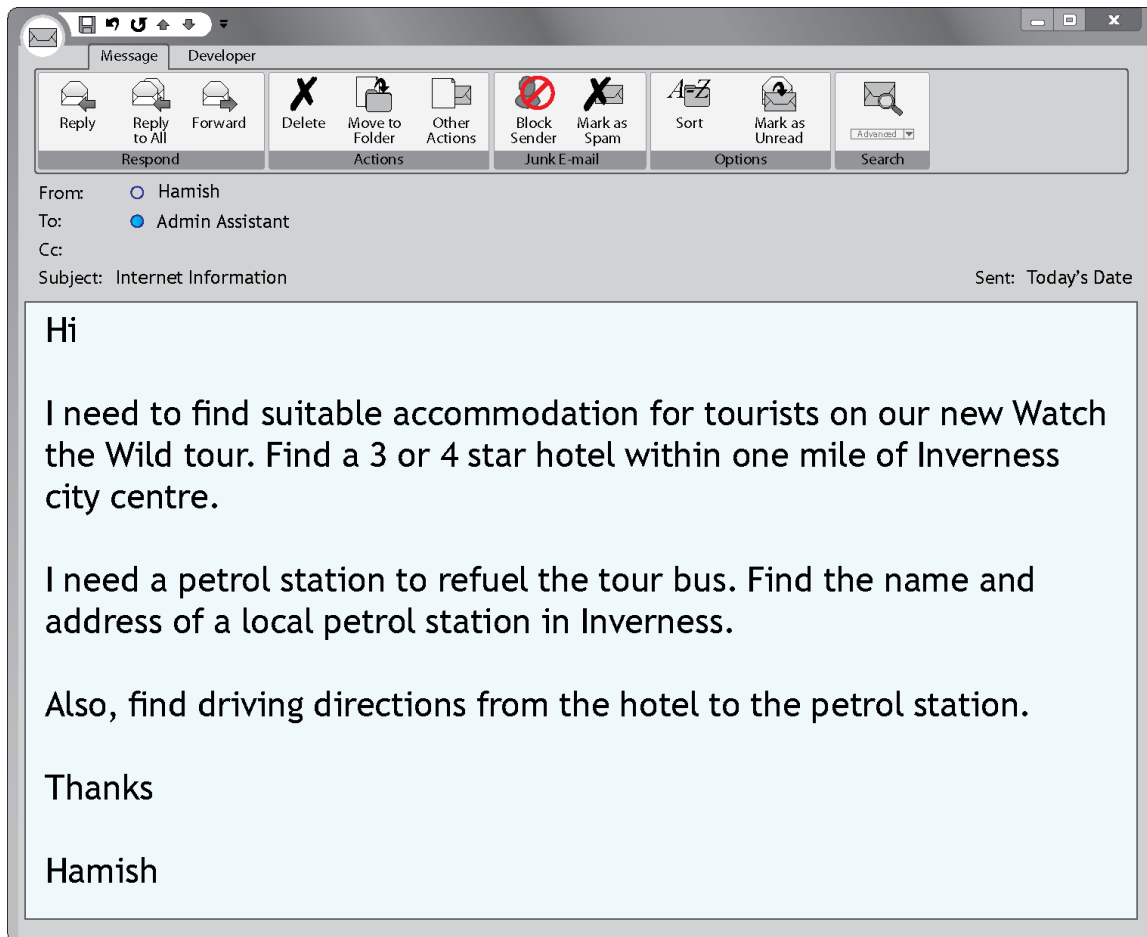 Message Developer
Reply Reply to All Forward Delete Move to Folder Other Actions Block Sender Mark as Spam A=Z Sort Mark as Unread Advanced
Respond Actions Junk E-mail Options Search
From: Hamish
To: Admin Assistant
Cc:
Subject: Internet Information Sent: Today's Date
Hi
I need to find suitable accommodation for tourists on our new Watch
the Wild tour. Find a 3 or 4 star hotel within one mile of Inverness
city centre.
I need a petrol station to refuel the tour bus. Find the name and
address of a local petrol station in Inverness.
Also, find driving directions from the hotel to the petrol station.
Thanks
Hamish